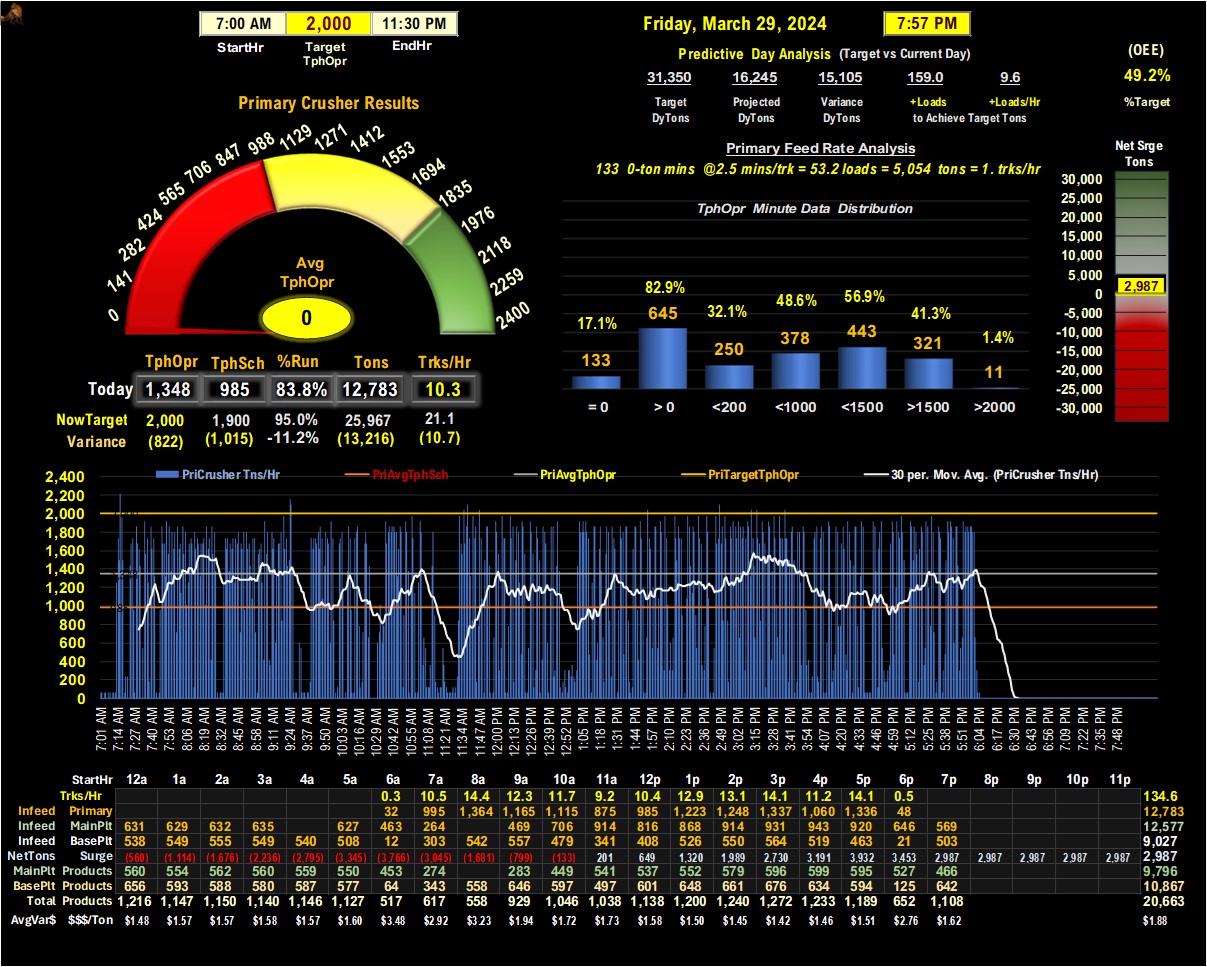 7:00 AM 2,000 11:30 PM
StartHr Target TphOpr EndHr
Friday, March 29, 2024 7:57 PM
Predictive Day Analysis (Target vs Current Day)
31,350 16,245 15,105 159.0 9.6
Target DyTons Projected DyTons Variance DyTons +Loads +Loads/Hr
to Achieve Target Tons
(OEE)
49.2%
%Target
Primary Crusher Results
0 141 282 424 565 706 847 988 1129 1271 1412 1553 1694 1835 1976 2118 2259 2400
Avg
TphOpr
0
TphOpr TphSch %Run Tons Trks/Hr
Today 1,348 985 83.8% 12,783 10.3
NowTarget 2,000 1,900 95.0% 25,967 21.1
Variance (822) (1,015) -11.2% (13,216) (10.7)
Primary Feed Rate Analysis
133 0-ton mins @2.5 mins/trk = 53.2 loads = 5,054 tons = 1. trks/hr
TphOpr Minute Data Distribution
17.1% 82.9% 32.1% 48.6% 56.9% 41.3% 1.4%
133 645 250 378 443 321 11
= 0 > 0 <200 <1000 <1500 >1500 >2000
Net Srge
Tons
30,000
25,000
20,000
15,000
10,000
5,000
2,987
0
-5,000
-10,000
-15,000
-20,000
-25,000
-30,000
PriCrusher Tns/Hr PriAvgTphSch PriAvgTphOpr PriTargetTphOpr 30 per. Mov. Avg. (PriCrusher Tns/Hr)
2,400
2,200
2,000
1,800
1,600
1,400
1,200
1,000
800
600
400
200
0
7:01 AM 7:14 AM 7:27 AM 7:40 AM 7:53 AM 8:06 AM 8:19 AM 8:32 AM 8:45 AM 8:58 AM 9:11 AM 9:24 AM 9:37 AM 9:50 AM 10:03 AM 10:16 AM 10:29 AM 10:42 AM 10:55 AM 11:08 AM 11:21 AM 11:34 AM 11:47 AM 12:00 PM 12:13 PM 12:26 PM 12:39 PM 12:52 PM 1:05 PM 1:18 PM 1:31 PM 1:44 PM 1:57 PM 2:10 PM 2:23 PM 2:36 PM 2:49 PM 3:02 PM 3:15 PM 3:28 PM 3:41 PM 3:54 PM 4:07 PM 4:20 PM 4:33 PM 4:46 PM 4:59 PM 5:12 PM 5:25 PM 5:38 PM 5:51 PM 6:04 PM 6:17 PM 6:30 PM 6:43 PM 6:56 PM 7:09 PM 7:22 PM 7:35 PM 7:48 PM
StartHr 12a 1a 2a 3a 4a 5a 6a 7a 8a 9a 10a 11a 12p 1p 2p 3p 4p 5p 6p 7p 8p 9p 10p 11p
Trks/Hr 0.3 10.5 14.4 12.3 11.7 9.2 10.4 12.9 13.1 14.1 11.2 14.1 0.5 134.6
Infeed Primary 32 995 1,364 1,165 1,115 875 985 1,223 1,248 1,337 1,060 1,336 48 12,783
Infeed MainPlt 631 629 632 635 627 463 264 469 706 914 816 868 914 931 943 920 646 569 12,577
Infeed BasePlt 538 549 555 549 540 508 12 303 542 557 479 341 408 526 550 564 519 463 21 503 9,027
NetTons Surge (560) (1,114) (1,676) (2,236) (2,795) (3,345) (3,766) (3,045) (1,681) (799) (133) 201 649 1,320 1,989 2,730 3,191 3,932 3,453 2,987 2,987 2,987 2,987 2,987 2,987
MainPlt Products 560 554 562 560 559 550 453 274 283 449 541 537 552 579 596 599 595 527 466 9,796
BasePlt Products 656 593 588 580 587 577 64 343 558 646 597 497 601 648 661 676 634 594 125 642 10,867
Total Products 1,216 1,147 1,150 1,140 1,146 1,127 517 617 558 929 1,046 1,038 1,138 1,200 1,240 1,272 1,233 1,189 652 1,108 20,663
AvgVar$ $$$/Ton $1.48 $1.57 $1.57 $1.58 $1.57 $1.60 $3.48 $2.92 $3.23 $1.94 $1.72 $1.73 $1.58 $1.50 $1.45 $1.42 $1.46 $1.51 $2.76 $1.62 $1.88